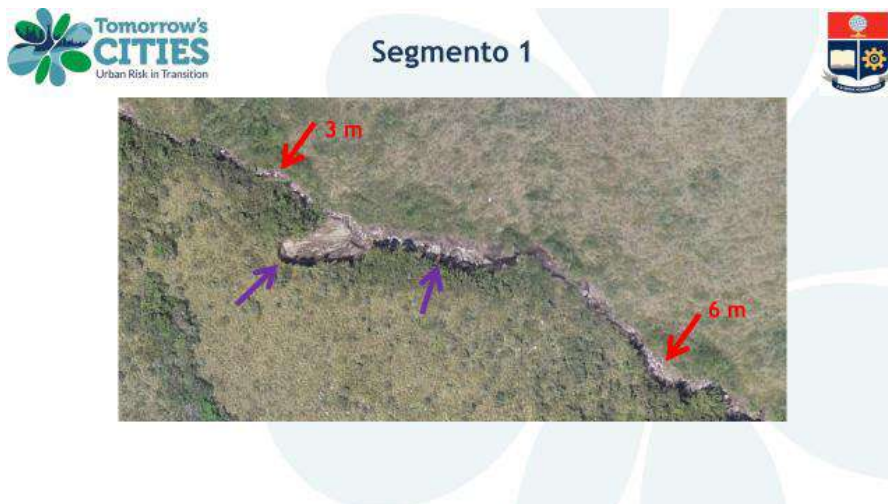 Tomorrow's
CITIES
Urban Risk in Transition
Segmento 1
3 m
6 m